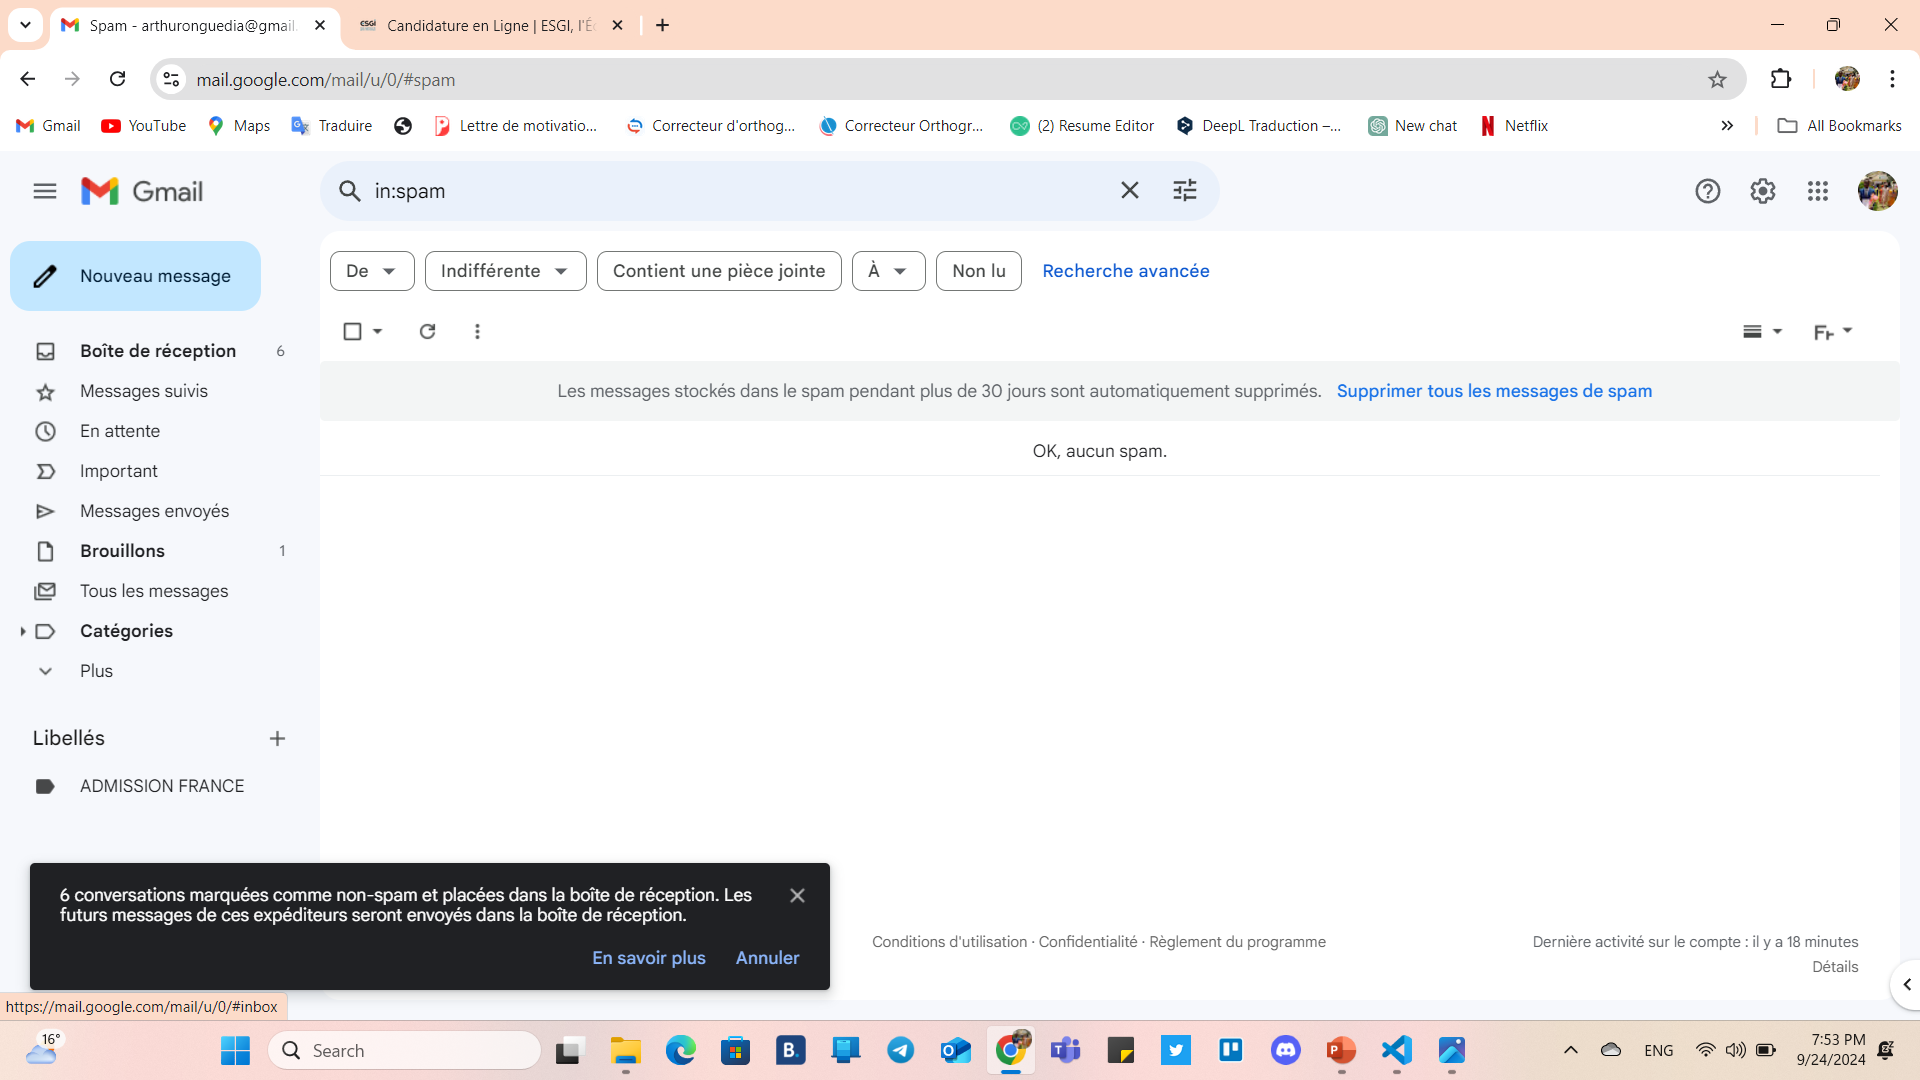 Spam - arthuronguedia@gmail.
Candidature en Ligne | ESGI, l'Éc
mail.google.com/mail/u/0/#spam
Gmail
YouTube
Maps
Traduire
Lettre de motivatio...
Correcteur d'orthog...
Correcteur Orthogr...
(2) Resume Editor
DeepL Traduction –...
New chat
Netflix
All Bookmarks
Gmail
in:spam
Nouveau message
De
Indifférente
Contient une pièce jointe
À
Non lu
Recherche avancée
Boîte de réception 6
Messages suivis
En attente
Important
Messages envoyés
Brouillons 1
Tous les messages
Catégories
Plus
Libellés
ADMISSION FRANCE
Les messages stockés dans le spam pendant plus de 30 jours sont automatiquement supprimés. Supprimer tous les messages de spam
OK, aucun spam.
6 conversations marquées comme non-spam et placées dans la boîte de réception. Les
futurs messages de ces expéditeurs seront envoyés dans la boîte de réception.
En savoir plus Annuler
Conditions d'utilisation · Confidentialité · Règlement du programme
Dernière activité sur le compte : il y a 18 minutes
Détails
https://mail.google.com/mail/u/0/#inbox
16°
Search
ENG
7:53 PM
9/24/2024